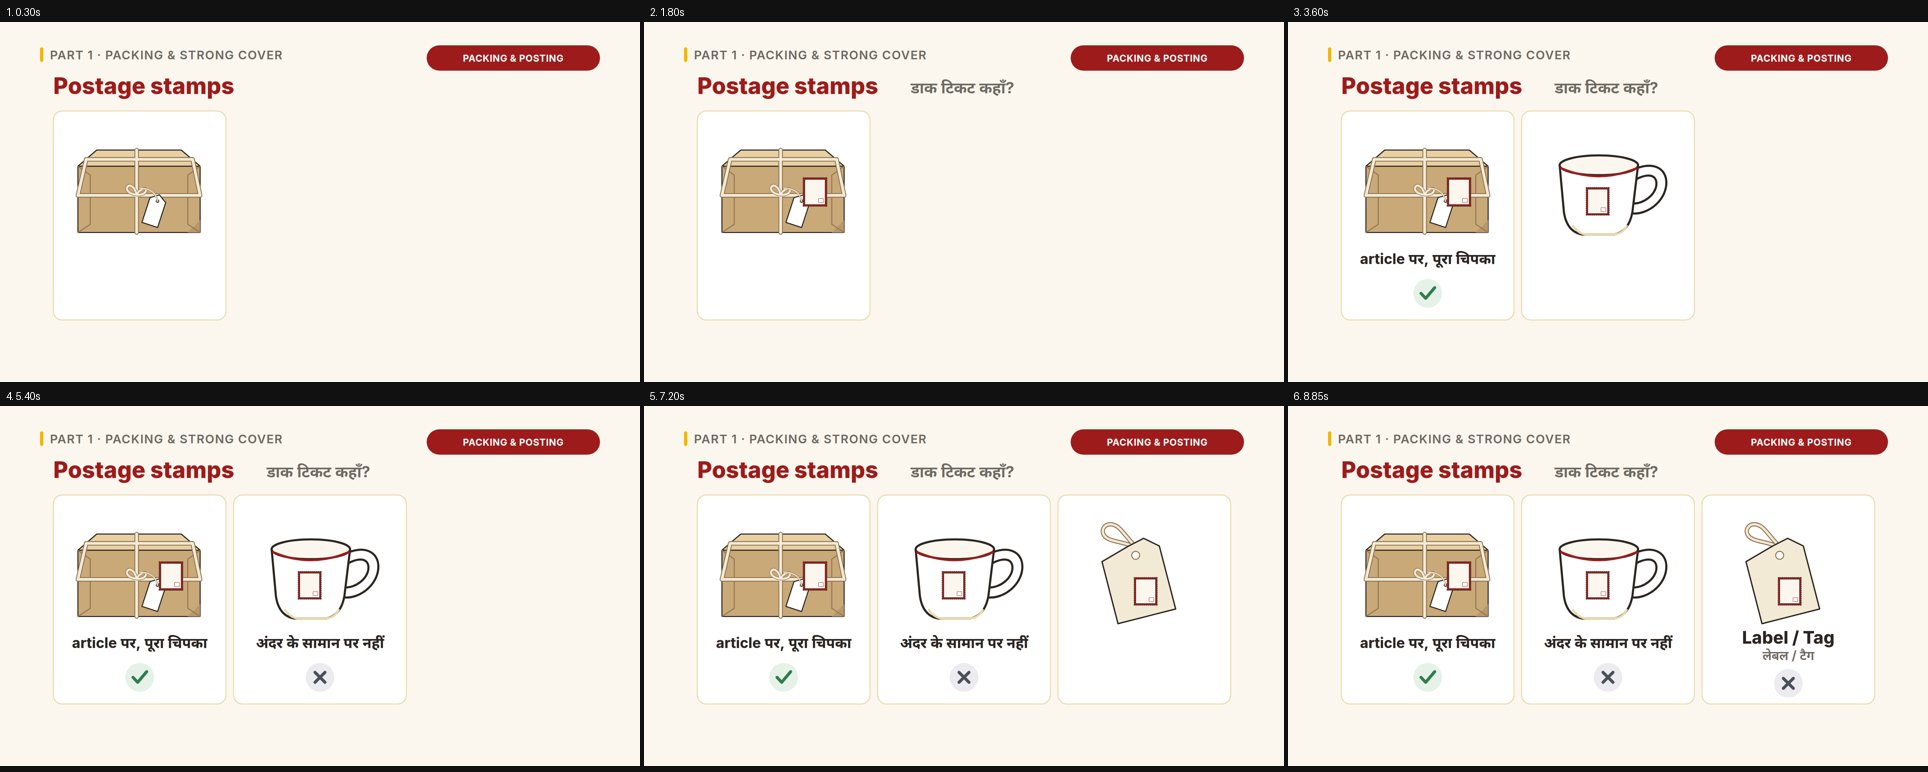 1. 0.30s
PART 1 · PACKING & STRONG COVER
PACKING & POSTING
Postage stamps
2. 1.80s
PART 1 · PACKING & STRONG COVER
PACKING & POSTING
Postage stamps डाक टिकट कहाँ?
3. 3.60s
PART 1 · PACKING & STRONG COVER
PACKING & POSTING
Postage stamps डाक टिकट कहाँ?
article पर, पूरा चिपका
4. 5.40s
PART 1 · PACKING & STRONG COVER
PACKING & POSTING
Postage stamps डाक टिकट कहाँ?
article पर, पूरा चिपका
अंदर के सामान पर नहीं
5. 7.20s
PART 1 · PACKING & STRONG COVER
PACKING & POSTING
Postage stamps डाक टिकट कहाँ?
article पर, पूरा चिपका
अंदर के सामान पर नहीं
6. 8.85s
PART 1 · PACKING & STRONG COVER
PACKING & POSTING
Postage stamps डाक टिकट कहाँ?
article पर, पूरा चिपका
अंदर के सामान पर नहीं
Label / Tag
लेबल / टैग